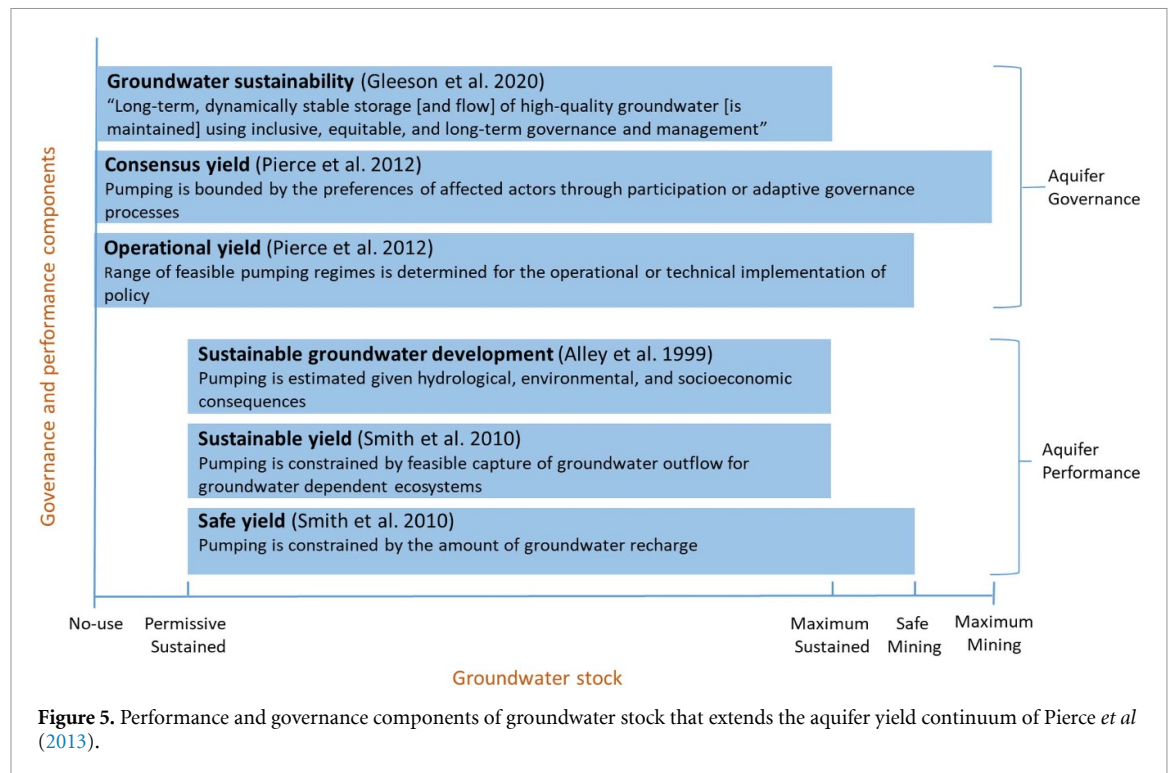 Governance and performance components
Groundwater sustainability (Gleeson et al. 2020)
“Long-term, dynamically stable storage [and flow] of high-quality groundwater [is
maintained] using inclusive, equitable, and long-term governance and management”
Consensus yield (Pierce et al. 2012)
Pumping is bounded by the preferences of affected actors through participation or adaptive governance
processes
Operational yield (Pierce et al. 2012)
Range of feasible pumping regimes is determined for the operational or technical implementation of
policy
Aquifer
Governance
Sustainable groundwater development (Alley et al. 1999)
Pumping is estimated given hydrological, environmental, and socioeconomic
consequences
Sustainable yield (Smith et al. 2010)
Pumping is constrained by feasible capture of groundwater outflow for
groundwater dependent ecosystems
Safe yield (Smith et al. 2010)
Pumping is constrained by the amount of groundwater recharge
Aquifer
Performance
No-use
Permissive
Sustained
Maximum
Sustained
Safe
Mining
Maximum
Mining
Groundwater stock
Figure 5. Performance and governance components of groundwater stock that extends the aquifer yield continuum of Pierce et al
(2013).